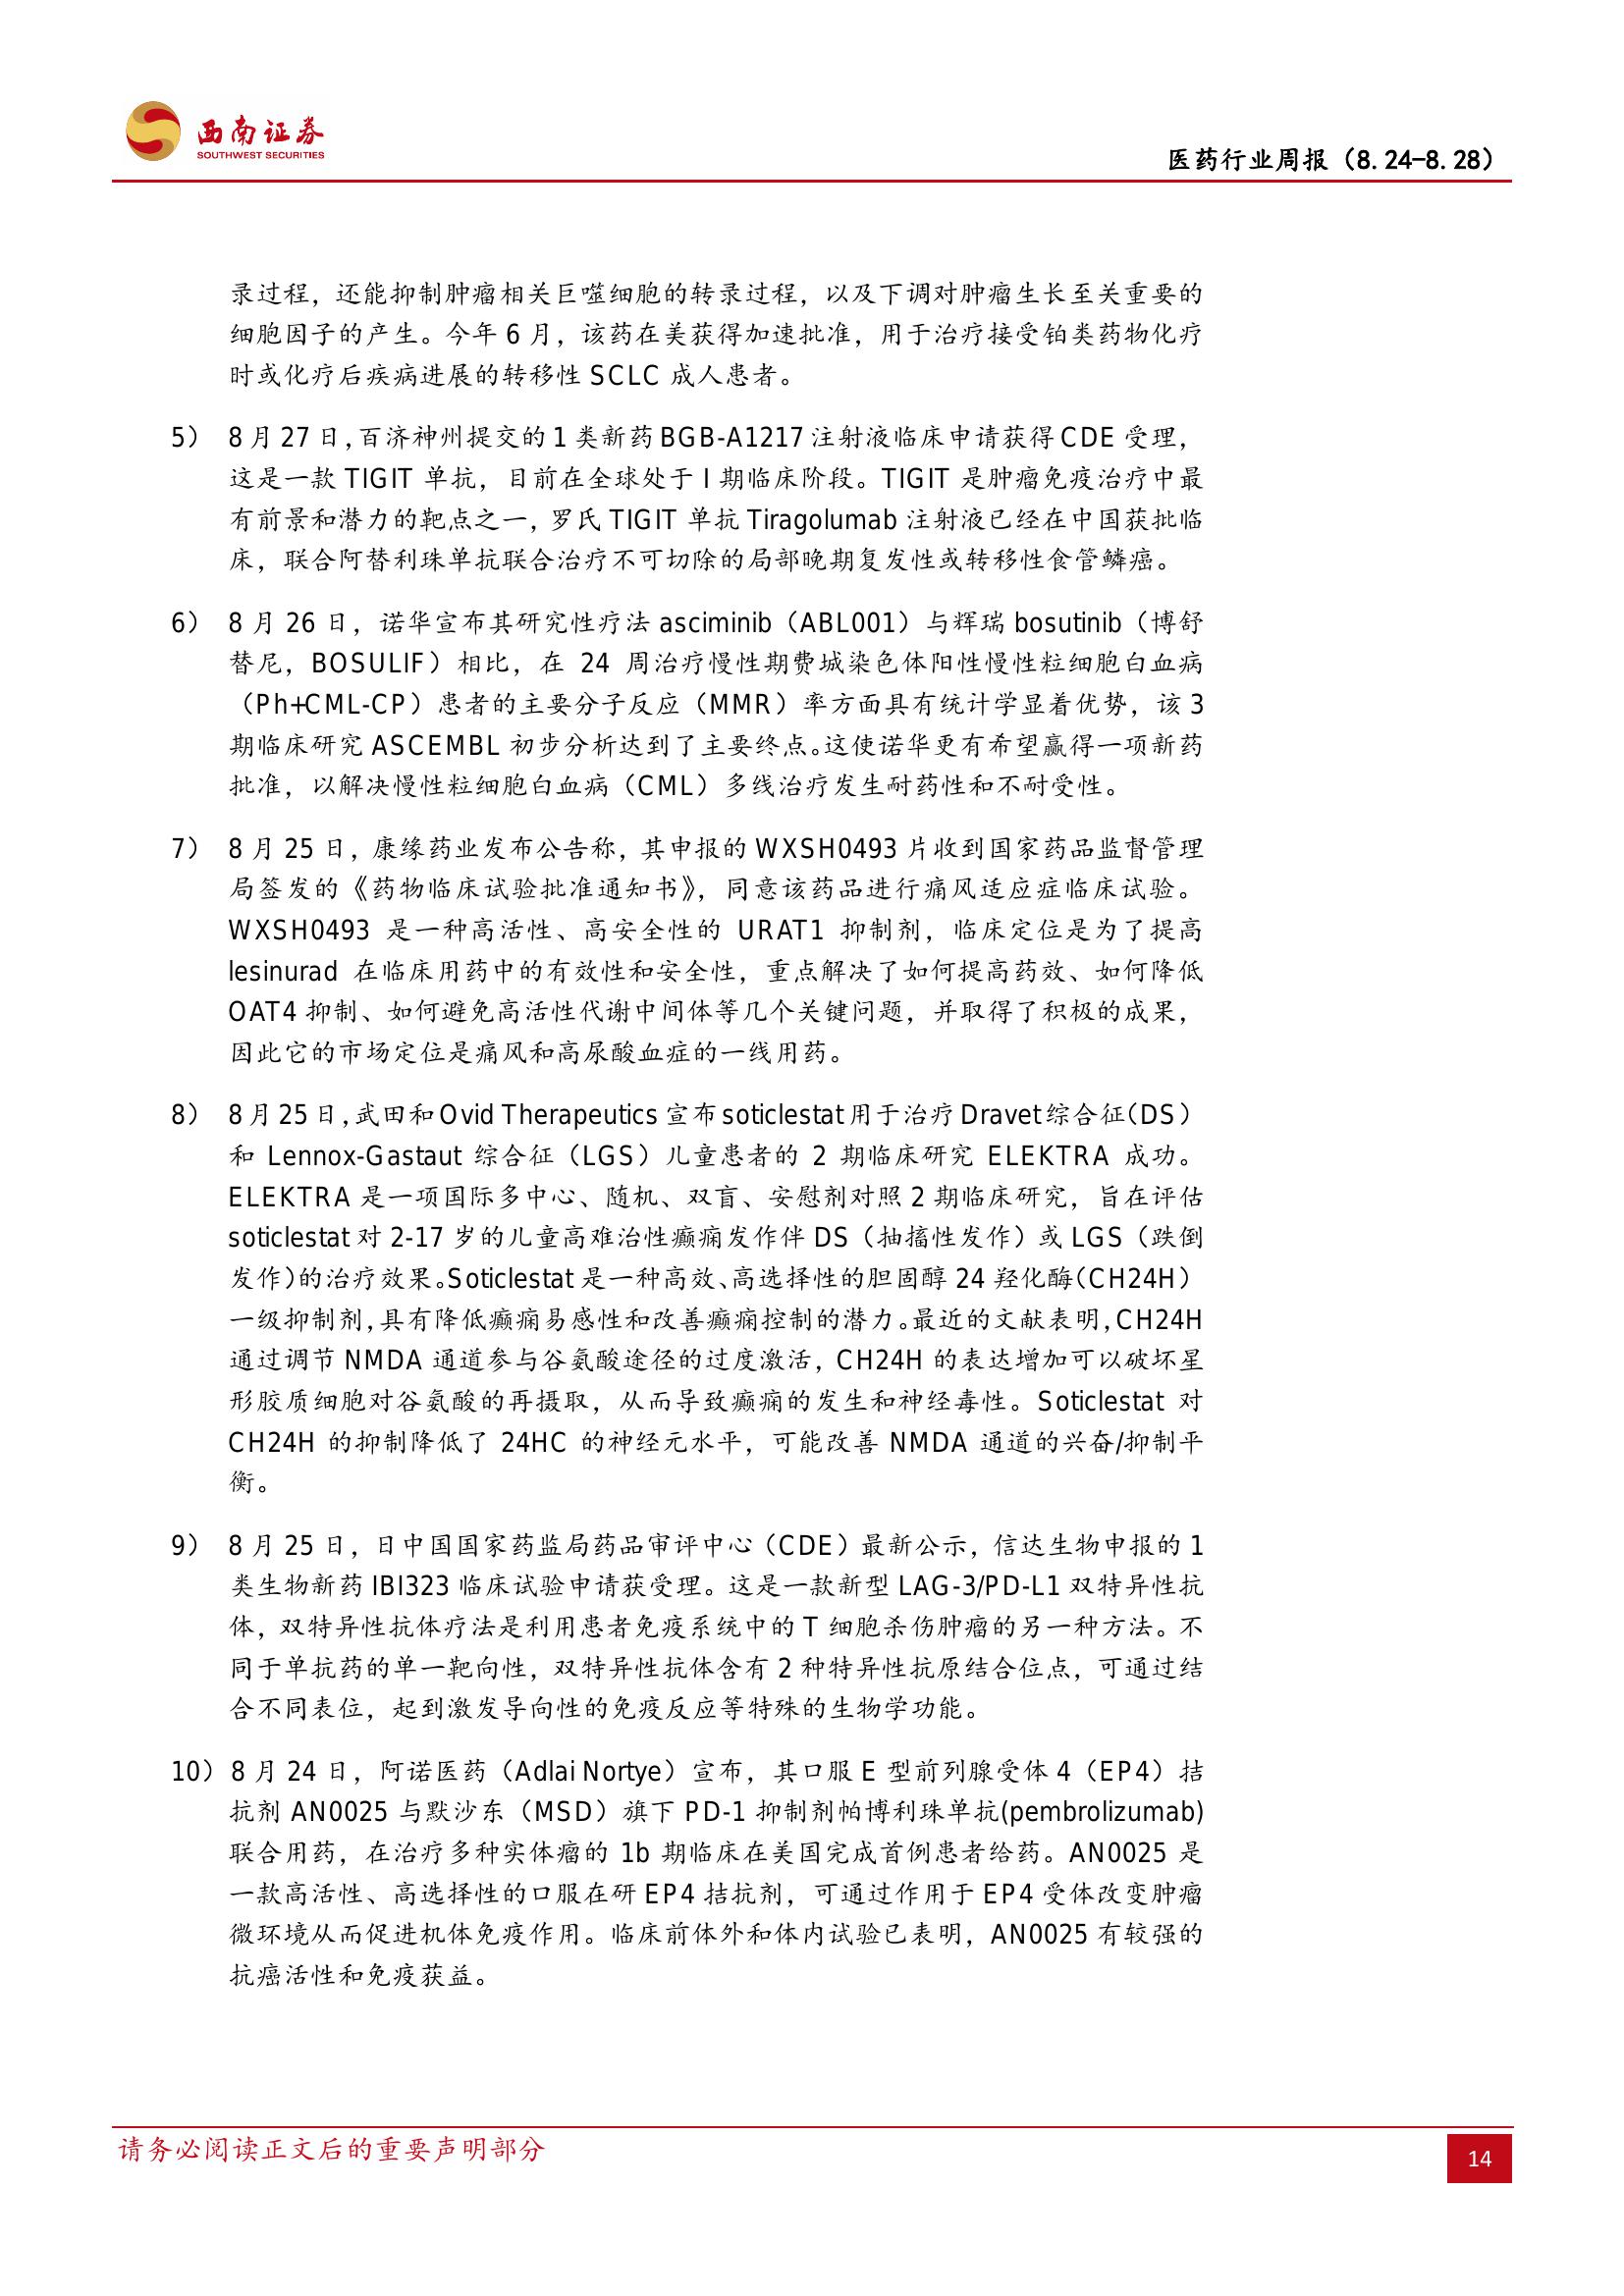 西南证券
SOUTHWEST SECURITIES
医药行业周报（8.24-8.28）
录过程，还能抑制肿瘤相关巨噬细胞的转录过程，以及下调对肿瘤生长至关重要的
细胞因子的产生。今年 6 月，该药在美获得加速批准，用于治疗接受铂类药物化疗
时或化疗后疾病进展的转移性 SCLC 成人患者。
5） 8 月 27 日，百济神州提交的 1 类新药 BGB-A1217 注射液临床申请获得 CDE 受理，
这是一款 TIGIT 单抗，目前在全球处于 I 期临床阶段。TIGIT 是肿瘤免疫治疗中最
有前景和潜力的靶点之一，罗氏 TIGIT 单抗 Tiragolumab 注射液已经在中国获批临
床，联合阿替利珠单抗联合治疗不可切除的局部晚期复发性或转移性食管鳞癌。
6） 8 月 26 日，诺华宣布其研究性疗法 asciminib（ABL001）与辉瑞 bosutinib（博舒
替尼，BOSULIF）相比，在 24 周治疗慢性期费城染色体阳性慢性粒细胞白血病
（Ph+CML-CP）患者的主要分子反应（MMR）率方面具有统计学显着优势，该 3
期临床研究 ASCEMBL 初步分析达到了主要终点。这使诺华更有希望赢得一项新药
批准，以解决慢性粒细胞白血病（CML）多线治疗发生耐药性和不耐受性。
7） 8 月 25 日，康缘药业发布公告称，其申报的 WXSH0493 片收到国家药品监督管理
局签发的《药物临床试验批准通知书》，同意该药品进行痛风适应症临床试验。
WXSH0493 是一种高活性、高安全性的 URAT1 抑制剂，临床定位是为了提高
lesinurad 在临床用药中的有效性和安全性，重点解决了如何提高药效、如何降低
OAT4 抑制、如何避免高活性代谢中间体等几个关键问题，并取得了积极的成果，
因此它的市场定位是痛风和高尿酸血症的一线用药。
8） 8 月 25 日，武田和 Ovid Therapeutics 宣布 soticlestat 用于治疗 Dravet 综合征（DS）
和 Lennox-Gastaut 综合征（LGS）儿童患者的 2 期临床研究 ELEKTRA 成功。
ELEKTRA 是一项国际多中心、随机、双盲、安慰剂对照 2 期临床研究，旨在评估
soticlestat 对 2-17 岁的儿童高难治性癫痫发作伴 DS（抽搐性发作）或 LGS（跌倒
发作）的治疗效果。Soticlestat 是一种高效、高选择性的胆固醇 24 羟化酶（CH24H）
一级抑制剂，具有降低癫痫易感性和改善癫痫控制的潜力。最近的文献表明，CH24H
通过调节 NMDA 通道参与谷氨酸途径的过度激活，CH24H 的表达增加可以破坏星
形胶质细胞对谷氨酸的再摄取，从而导致癫痫的发生和神经毒性。Soticlestat 对
CH24H 的抑制降低了 24HC 的神经元水平，可能改善 NMDA 通道的兴奋/抑制平
衡。
9） 8 月 25 日，日中国国家药监局药品审评中心（CDE）最新公示，信达生物申报的 1
类生物新药 IBI323 临床试验申请获受理。这是一款新型 LAG-3/PD-L1 双特异性抗
体，双特异性抗体疗法是利用患者免疫系统中的 T 细胞杀伤肿瘤的另一种方法。不
同于单抗药的单一靶向性，双特异性抗体含有 2 种特异性抗原结合位点，可通过结
合不同表位，起到激发导向性的免疫反应等特殊的生物学功能。
10） 8 月 24 日，阿诺医药（Adlai Nortye）宣布，其口服 E 型前列腺受体 4（EP4）拮
抗剂 AN0025 与默沙东（MSD）旗下 PD-1 抑制剂帕博利珠单抗(pembrolizumab)
联合用药，在治疗多种实体瘤的 1b 期临床在美国完成首例患者给药。AN0025 是
一款高活性、高选择性的口服在研 EP4 拮抗剂，可通过作用于 EP4 受体改变肿瘤
微环境从而促进机体免疫作用。临床前体外和体内试验已表明，AN0025 有较强的
抗癌活性和免疫获益。
请务必阅读正文后的重要声明部分
14